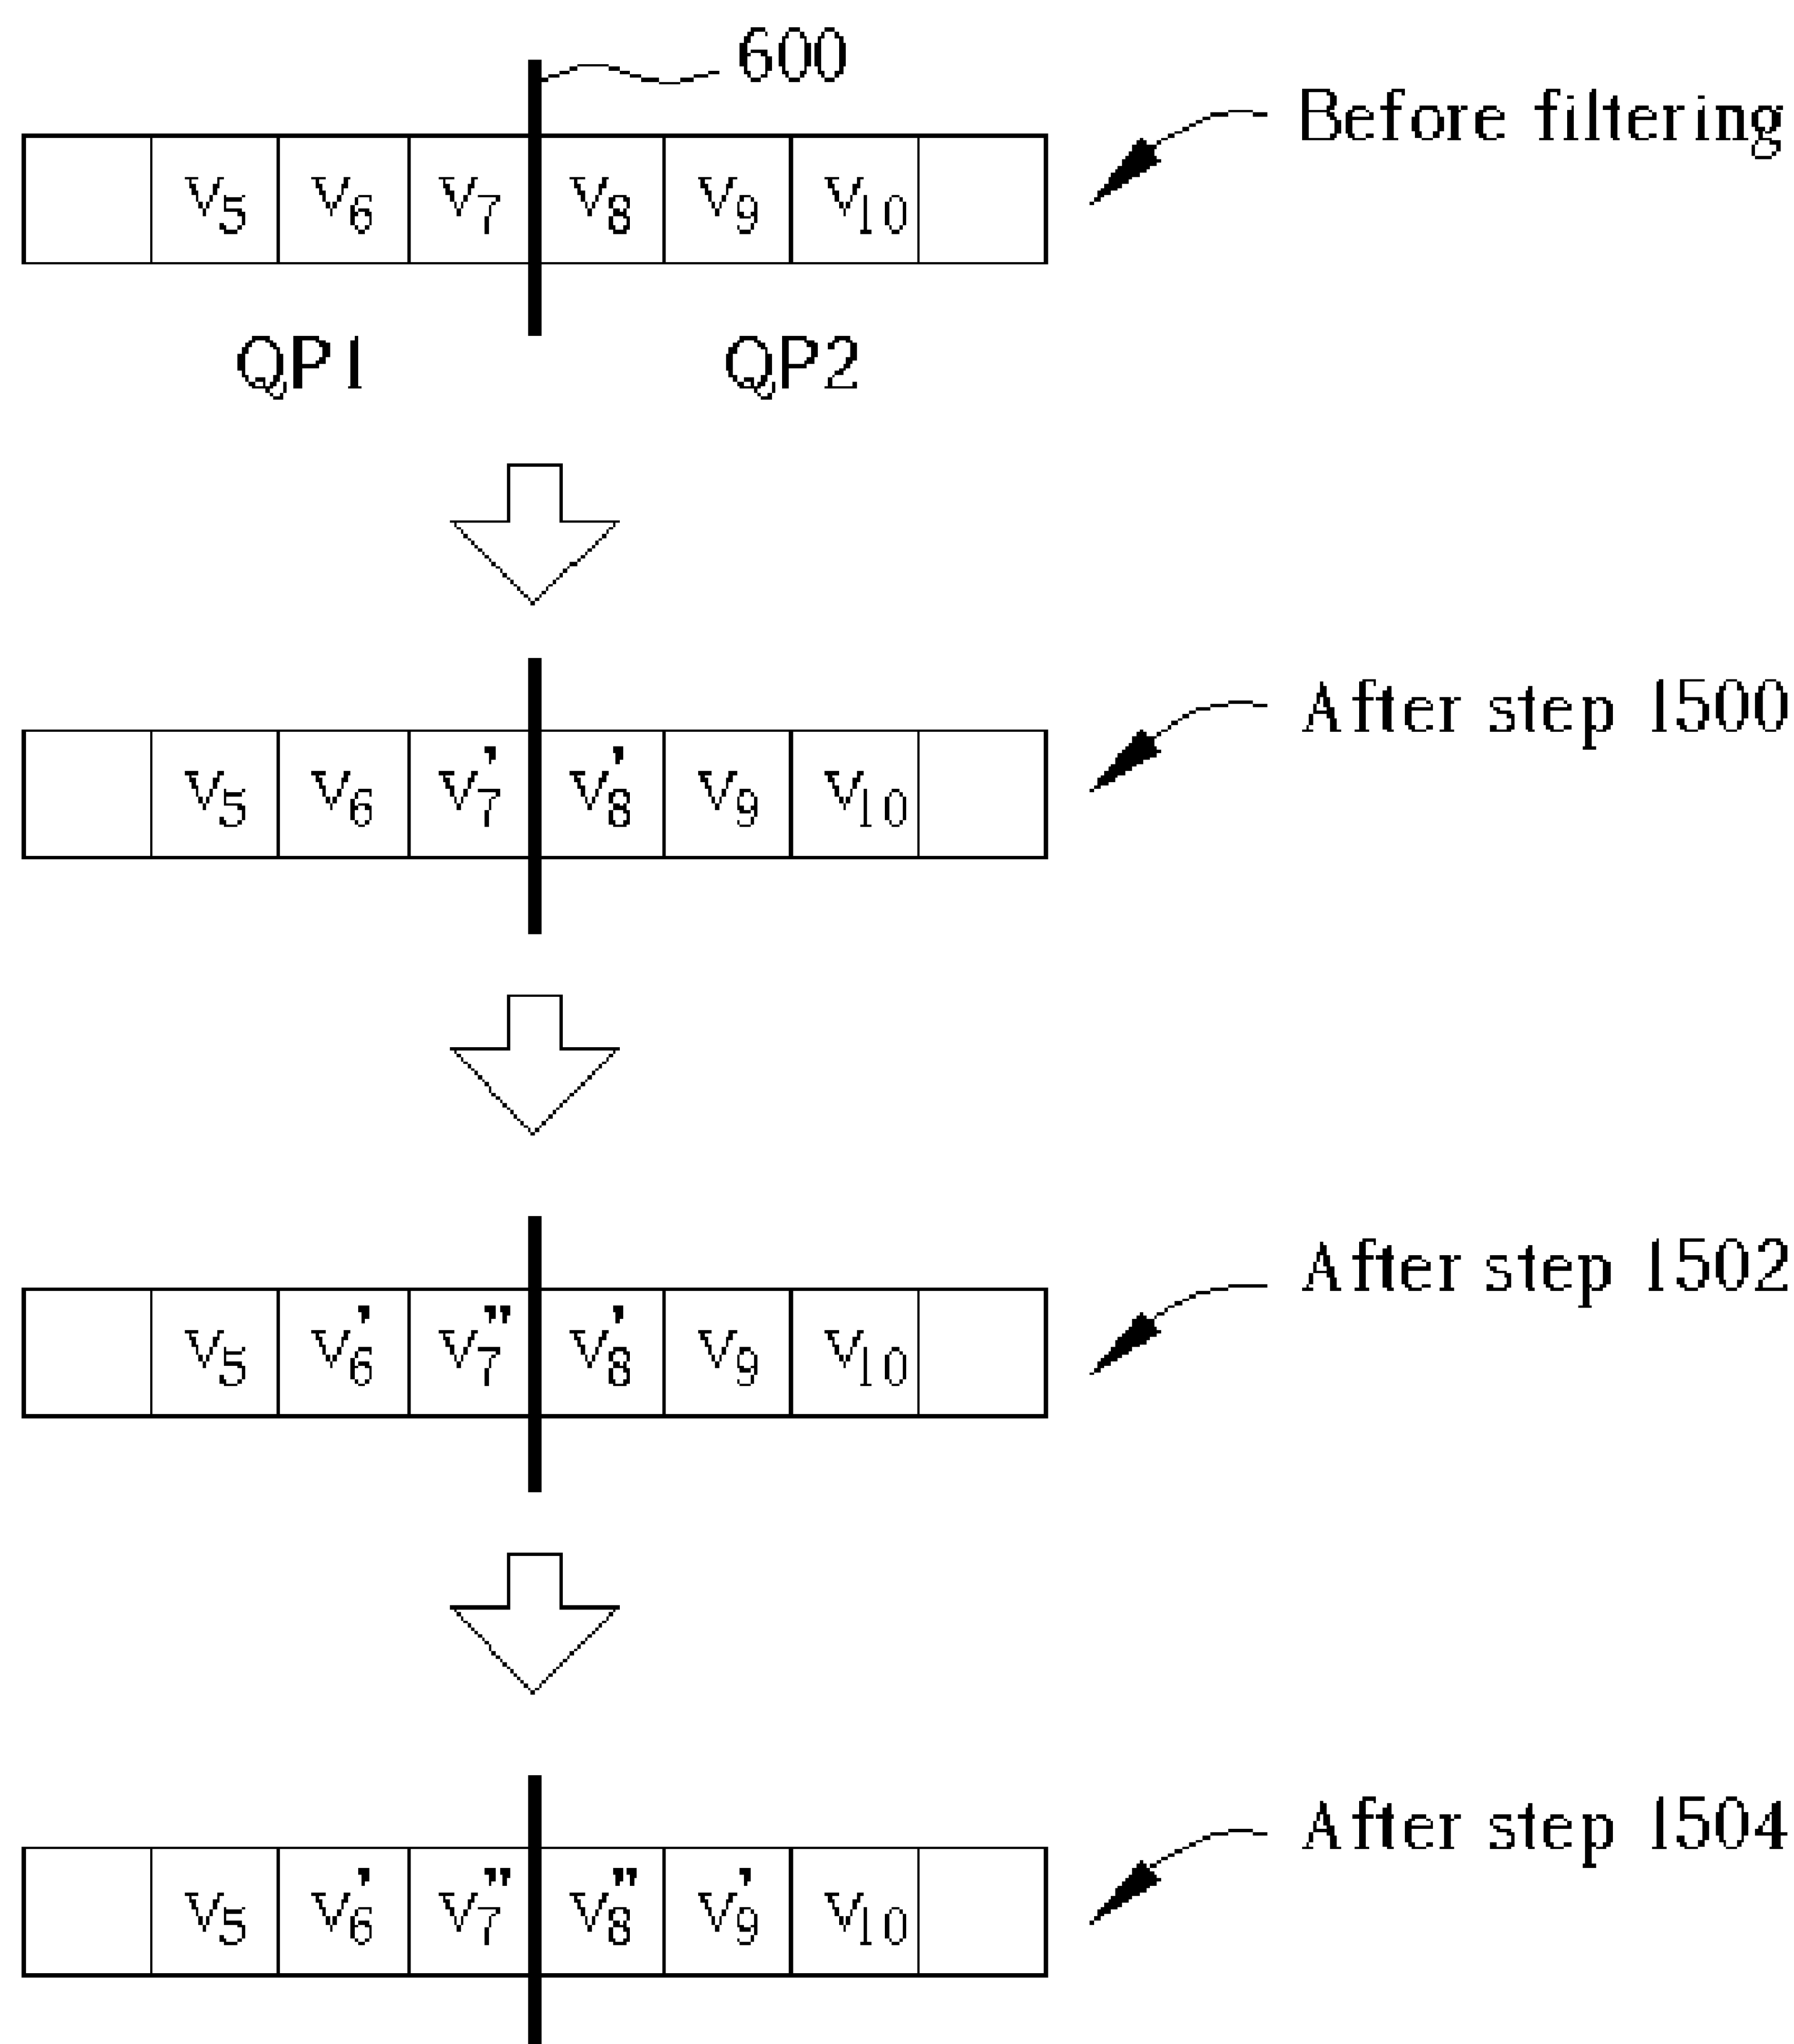 600
Before filtering
V5 V6 V7 V8 V9 V10
QP1 QP2
After step 1500
V5 V6 V7' V8' V9 V10
After step 1502
V5 V6' V7" V8' V9 V10
After step 1504
V5 V6' V7" V8" V9' V10